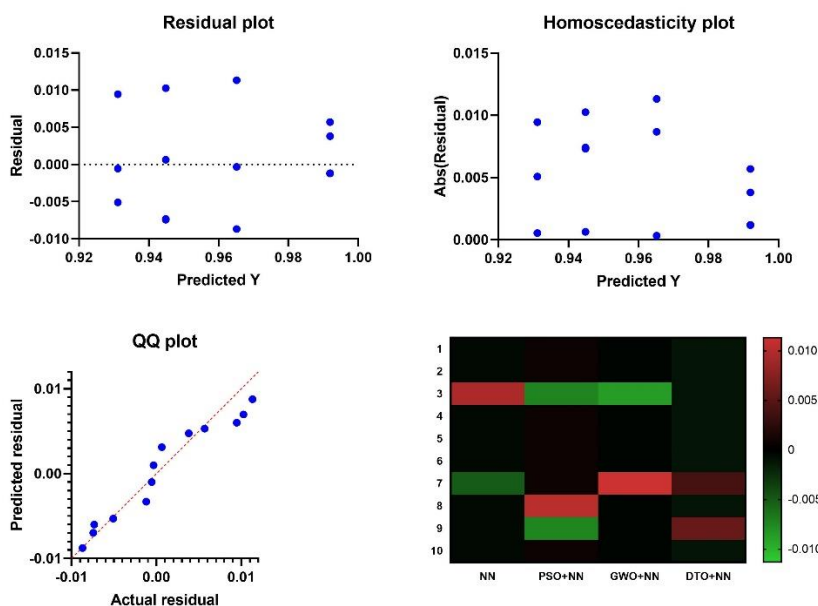 Residual plot
0.015
0.010
0.005
0.000
-0.005
-0.010
Residual
0.92 0.94 0.96 0.98 1.00
Predicted Y
Homoscedasticity plot
0.015
0.010
0.005
0.000
Abs(Residual)
0.92 0.94 0.96 0.98 1.00
Predicted Y
QQ plot
0.01
0.00
-0.01
Predicted residual
-0.01 0.00 0.01
Actual residual
1
2
3
4
5
6
7
8
9
10
NN PSO+NN GWO+NN DTO+NN
0.010
0.005
0
-0.005
-0.010